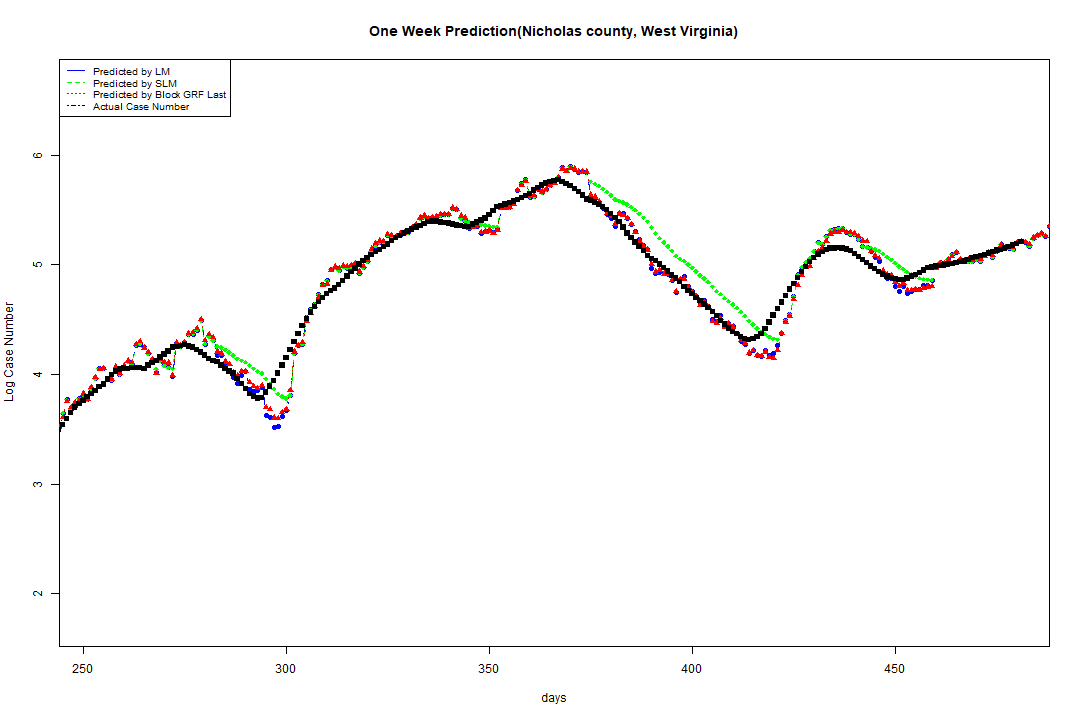 One Week Prediction(Nicholas county, West Virginia)
Predicted by LM
Predicted by SLM
Predicted by Block GRF Last
Actual Case Number
Log Case Number
6
5
4
3
2
250 300 350 400 450
days